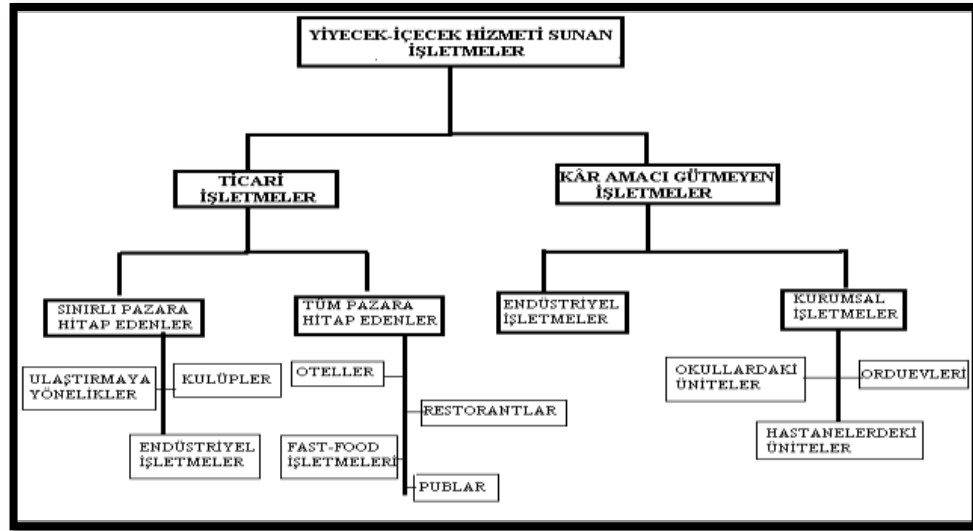 YİYECEK-İÇECEK HİZMETİ SUNAN
İŞLETMELER
TİCARİ
İŞLETMELER
KÂR AMACI GÜTMEYEN
İŞLETMELER
SINIRLI PAZARA
HİTAP EDENLER
TÜM PAZARA
HİTAP EDENLER
ENDÜSTRİYEL
İŞLETMELER
KURUMSAL
İŞLETMELER
ULAŞTIRMAYA
YÖNELİKLER
KULÜPLER
ENDÜSTRİYEL
İŞLETMELER
OTELLER
RESTORANTLAR
FAST-FOOD
İŞLETMELERİ
PUBLAR
OKULLARDAKİ
ÜNİTELER
ORDUEVLERİ
HASTANELERDEKİ
ÜNİTELER